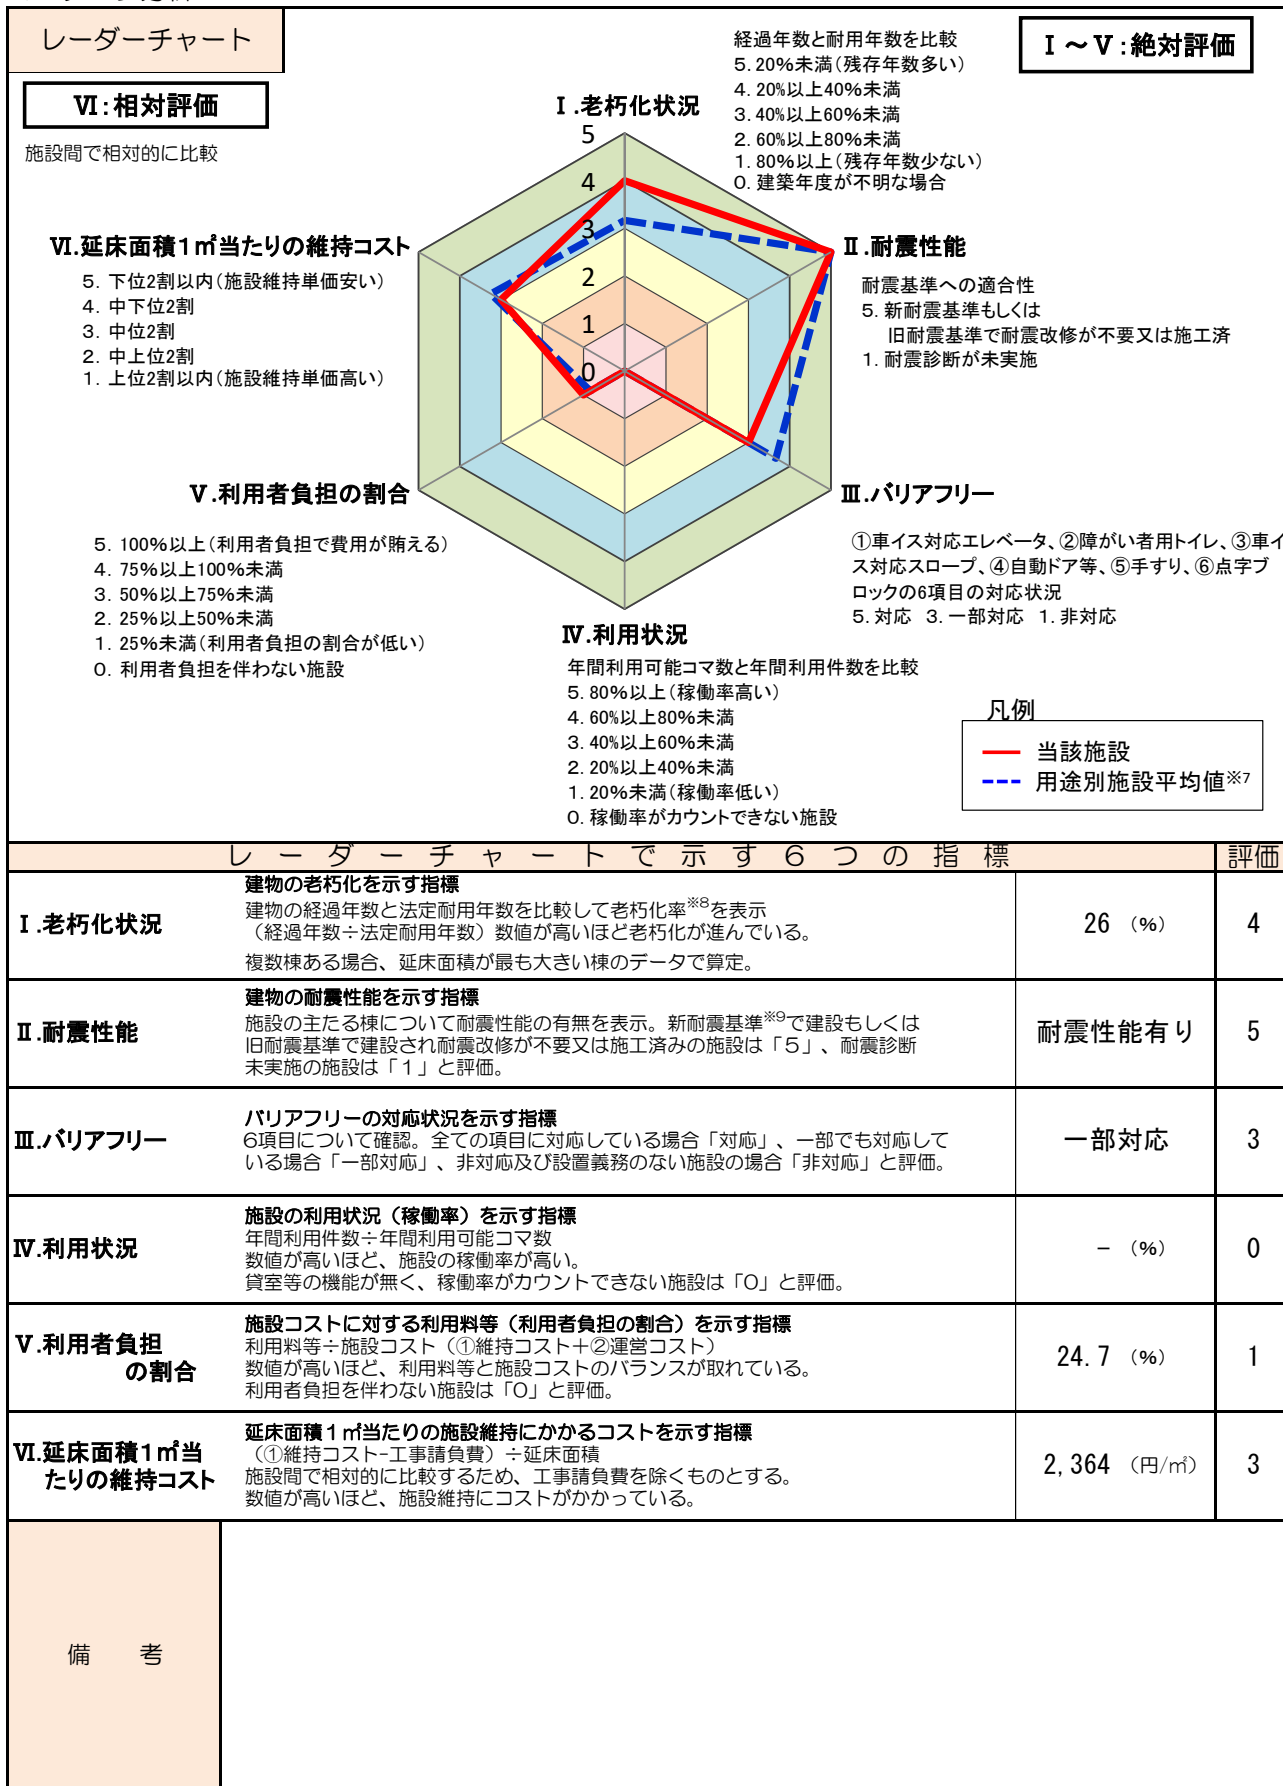 レーダーチャート
Ⅰ～Ⅴ：絶対評価
Ⅵ：相対評価
施設間で相対的に比較
Ⅰ.老朽化状況
経過年数と耐用年数を比較
5. 20%未満（残存年数多い）
4. 20%以上40%未満
3. 40%以上60%未満
2. 60%以上80%未満
1. 80%以上（残存年数少ない）
0. 建築年度が不明な場合
5
4
3
2
1
0
Ⅱ.耐震性能
耐震基準への適合性
5. 新耐震基準もしくは
旧耐震基準で耐震改修が不要又は施工済
1. 耐震診断が未実施
Ⅵ.延床面積1㎡当たりの維持コスト
5. 下位2割以内（施設維持単価安い）
4. 中下位2割
3. 中位2割
2. 中上位2割
1. 上位2割以内（施設維持単価高い）
Ⅲ.バリアフリー
①車イス対応エレベータ、②障がい者用トイレ、③車イ
ス対応スロープ、④自動ドア等、⑤手すり、⑥点字ブ
ロックの6項目の対応状況
5. 対応 3. 一部対応 1. 非対応
Ⅴ.利用者負担の割合
5. 100%以上（利用者負担で費用が賄える）
4. 75%以上100%未満
3. 50%以上75%未満
2. 25%以上50%未満
1. 25%未満（利用者負担の割合が低い）
0. 利用者負担を伴わない施設
Ⅳ.利用状況
年間利用可能コマ数と年間利用件数を比較
5. 80%以上（稼働率高い）
4. 60%以上80%未満
3. 40%以上60%未満
2. 20%以上40%未満
1. 20%未満（稼働率低い）
0. 稼働率がカウントできない施設
凡例
当該施設
用途別施設平均値※7
レーダーチャートで示す６つの指標 評価
Ⅰ.老朽化状況
建物の老朽化を示す指標
建物の経過年数と法定耐用年数を比較して老朽化率※8を表示
（経過年数÷法定耐用年数）数値が高いほど老朽化が進んでいる。
複数棟ある場合、延床面積が最も大きい棟のデータで算定。
26 （%） 4
Ⅱ.耐震性能
建物の耐震性能を示す指標
施設の主たる棟について耐震性能の有無を表示。新耐震基準※9で建設もしくは
旧耐震基準で建設され耐震改修が不要又は施工済みの施設は「５」、耐震診断
未実施の施設は「１」と評価。
耐震性能有り 5
Ⅲ.バリアフリー
バリアフリーの対応状況を示す指標
6項目について確認。全ての項目に対応している場合「対応」、一部でも対応して
いる場合「一部対応」、非対応及び設置義務のない施設の場合「非対応」と評価。
一部対応 3
Ⅳ.利用状況
施設の利用状況（稼働率）を示す指標
年間利用件数÷年間利用可能コマ数
数値が高いほど、施設の稼働率が高い。
貸室等の機能が無く、稼働率がカウントできない施設は「0」と評価。
－ （%） 0
Ⅴ.利用者負担
の割合
施設コストに対する利用料等（利用者負担の割合）を示す指標
利用料等÷施設コスト（①維持コスト＋②運営コスト）
数値が高いほど、利用料等と施設コストのバランスが取れている。
利用者負担を伴わない施設は「0」と評価。
24.7 （%） 1
Ⅵ.延床面積1㎡当
たりの維持コスト
延床面積１㎡当たりの施設維持にかかるコストを示す指標
（①維持コスト−工事請負費）÷延床面積
施設間で相対的に比較するため、工事請負費を除くものとする。
数値が高いほど、施設維持にコストがかかっている。
2,364 （円/㎡） 3
備　考